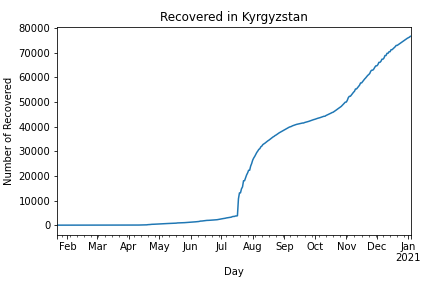 Recovered in Kyrgyzstan
80000
70000
60000
50000
40000
30000
20000
10000
0
Number of Recovered
Feb Mar Apr May Jun Jul Aug Sep Oct Nov Dec Jan
2021
Day